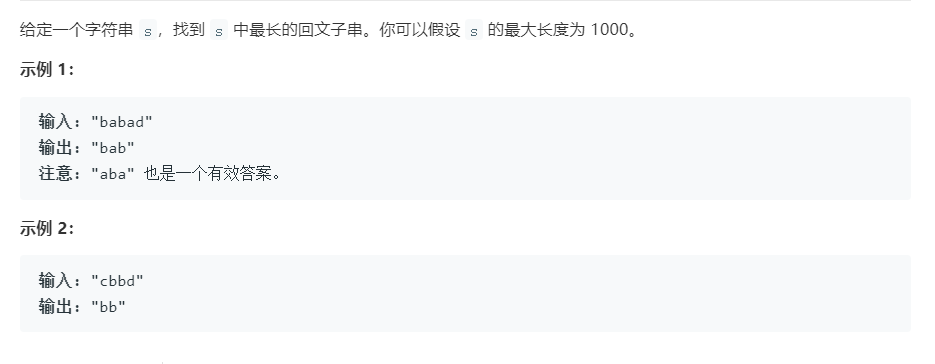 给定一个字符串 s，找到 s 中最长的回文子串。你可以假设 s 的最大长度为 1000。
示例 1：
输入："babad"
输出："bab"
注意："aba" 也是一个有效答案。
示例 2：
输入："cbbd"
输出："bb"